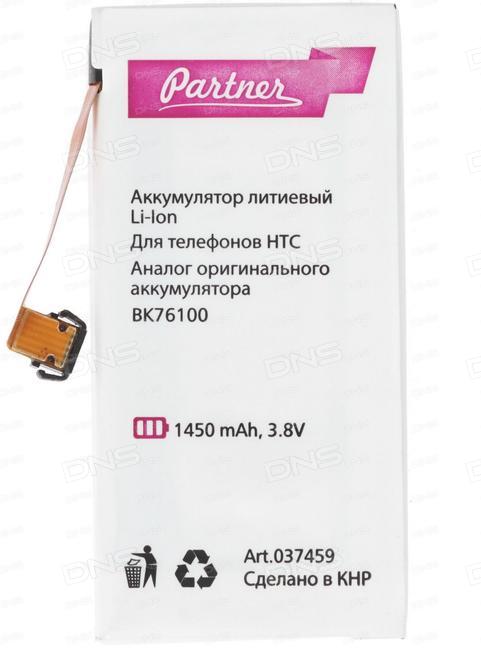 Partner
Аккумулятор литиевый
Li-Ion
Для телефонов HTC
Аналог оригинального
аккумулятора
BK76100
1450 mAh, 3.8V
Art.037459
Сделано в КНР
DNS